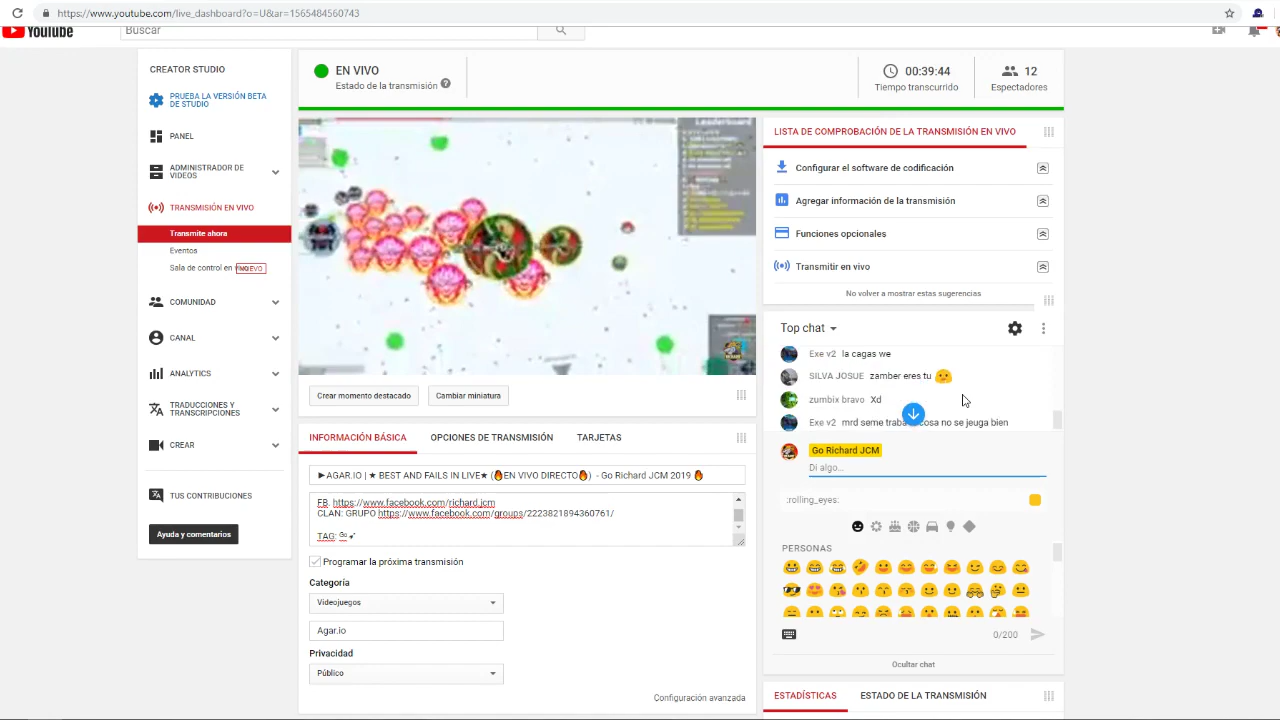 https://www.youtube.com/live_dashboard?o=U&ar=1565484560743
YouTube
Buscar
CREATOR STUDIO
PRUEBA LA VERSIÓN BETA
DE STUDIO
PANEL
ADMINISTRADOR DE
VIDEOS
TRANSMISIÓN EN VIVO
Transmite ahora
Eventos
Sala de control en vivo NUEVO
COMUNIDAD
CANAL
ANALYTICS
TRADUCCIONES Y
TRANSCRIPCIONES
CREAR
TUS CONTRIBUCIONES
Ayuda y comentarios
EN VIVO
Estado de la transmisión
00:39:44
Tiempo transcurrido
12
Espectadores
Leaderboard
Crear momento destacado
Cambiar miniatura
INFORMACIÓN BÁSICA
OPCIONES DE TRANSMISIÓN
TARJETAS
►AGAR.IO | ★ BEST AND FAILS IN LIVE★ (🔥EN VIVO DIRECTO🔥) - Go Richard JCM 2019 🔥
FB: https://www.facebook.com/richard.jcm
CLAN: GRUPO https://www.facebook.com/groups/2223821894360761/
TAG: Go
Programar la próxima transmisión
Categoría
Videojuegos
Agar.io
Privacidad
Público
Configuración avanzada
LISTA DE COMPROBACIÓN DE LA TRANSMISIÓN EN VIVO
Configurar el software de codificación
Agregar información de la transmisión
Funciones opcionales
Transmitir en vivo
No volver a mostrar estas sugerencias
Top chat
Exe v2 la cagas we
SILVA JOSUE zamber eres tu
zumbix bravo Xd
Exe v2 mrd seme traba cosa no se jeuga bien
Go Richard JCM
Di algo...
:rolling_eyes:
PERSONAS
0/200
Ocultar chat
ESTADÍSTICAS
ESTADO DE LA TRANSMISIÓN